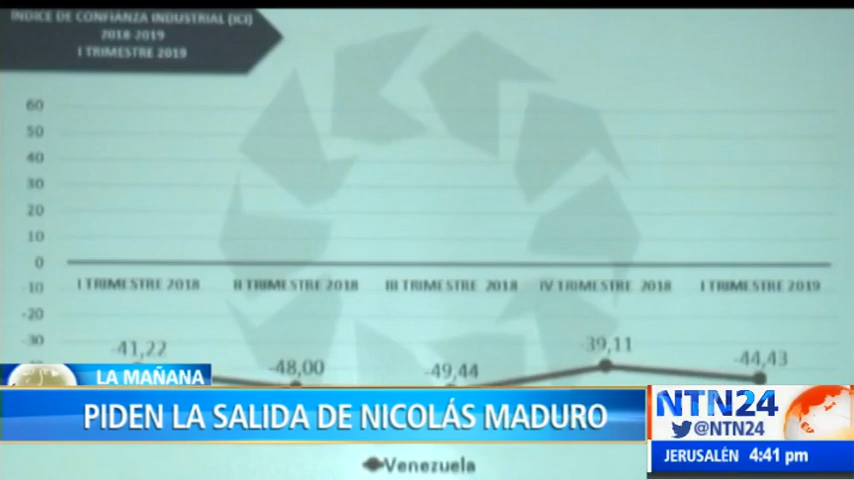 ÍNDICE DE CONFIANZA INDUSTRIAL (ICI)
2018-2019
I TRIMESTRE 2019
60
50
40
30
20
10
0
-10
-20
-30
I TRIMESTRE 2018
II TRIMESTRE 2018
III TRIMESTRE 2018
IV TRIMESTRE 2018
I TRIMESTRE 2019
-41,22
-48,00
-49,44
-39,11
-44,43
LA MAÑANA
PIDEN LA SALIDA DE NICOLÁS MADURO
NTN24
@NTN24
JERUSALÉN 4:41 pm
Venezuela